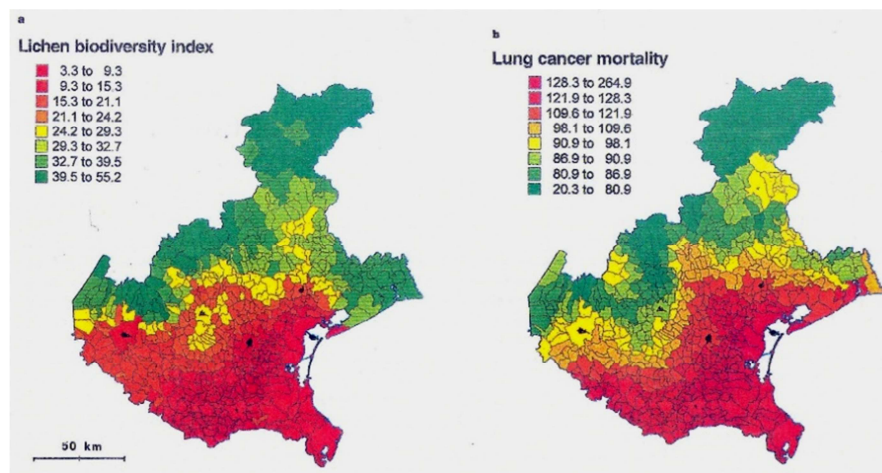 a
Lichen biodiversity index
3.3 to 9.3
9.3 to 15.3
15.3 to 21.1
21.1 to 24.2
24.2 to 29.3
29.3 to 32.7
32.7 to 39.5
39.5 to 55.2
50 km
b
Lung cancer mortality
128.3 to 264.9
121.9 to 128.3
109.6 to 121.9
98.1 to 109.6
90.9 to 98.1
86.9 to 90.9
80.9 to 86.9
20.3 to 80.9